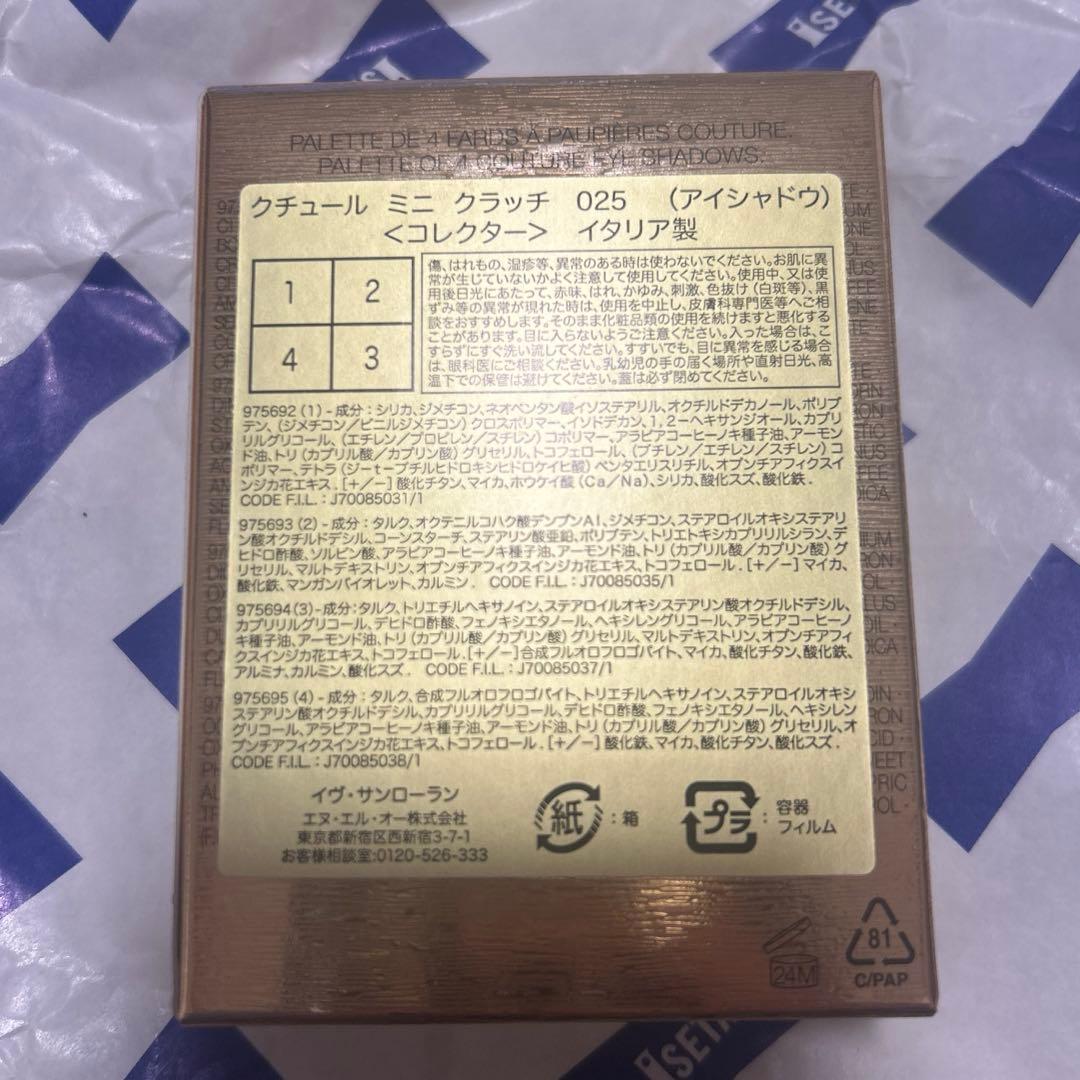 PALETTE DE 4 FARDS À PAUPIÈRES COUTURE.
PALETTE OF 4 COUTURE EYE SHADOWS.
クチュール ミニ クラッチ 025 (アイシャドウ)
<コレクター> イタリア製
1 2
4 3
傷、はれもの、湿疹等、異常のある時は使わないでください。お肌に異
常が生じていないかよく注意して使用してください。使用中、又は使
用後日光にあたって、赤味、はれ、かゆみ、刺激、色抜け(白斑等)、黒
ずみ等の異常が現れた時は、使用を中止し、皮膚科専門医等へご相
談をおすすめします。そのまま化粧品類の使用を続けますと悪化する
ことがあります。目に入らないようご注意ください。入った場合は、こ
すらずにすぐ洗い流してください。すすいでも、目に異常を感じる場合
は、眼科医にご相談ください。乳幼児の手の届く場所や直射日光、高
温下での保管は避けてください。蓋は必ず閉めてください。
975692 (1) - 成分:シリカ、ジメチコン、ネオペンタン酸イソステアリル、オクチルドデカノール、ポリブ
テン、(ジメチコン/ビニルジメチコン) クロスポリマー、イソドデカン、1,2-ヘキサンジオール、カプリ
リルグリコール、(エチレン/プロピレン/スチレン) コポリマー、アラビアコーヒーノキ種子油、アーモン
ド油、トリ(カプリル酸/カプリン酸) グリセリル、トコフェロール、(ブチレン/エチレン/スチレン) コ
ポリマー、テトラ(ジ-t-ブチルヒドロキシヒドロケイヒ酸) ペンタエリスリチル、オプンチアフィクスイ
ンジカ花エキス. [+/-] 酸化チタン、マイカ、ホウケイ酸 (Ca/Na)、シリカ、酸化スズ、酸化鉄.
CODE F.I.L. : J70085031/1
975693 (2) - 成分:タルク、オクテニルコハク酸デンプンAl、ジメチコン、ステアロイルオキシステアリ
ン酸オクチルドデシル、コーンスターチ、ステアリン酸亜鉛、ポリブテン、トリエトキシカプリリルシラン、デ
ヒドロ酢酸、ソルビン酸、アラビアコーヒーノキ種子油、アーモンド油、トリ(カプリル酸/カプリン酸) グ
リセリル、マルトデキストリン、オプンチアフィクスインジカ花エキス、トコフェロール. [+/-] マイカ、
酸化鉄、マンガンバイオレット、カルミン. CODE F.I.L. : J70085035/1
975694 (3) - 成分:タルク、トリエチルヘキサノイン、ステアロイルオキシステアリン酸オクチルドデシル、
カプリリルグリコール、デヒドロ酢酸、フェノキシエタノール、ヘキシレングリコール、アラビアコーヒーノ
キ種子油、アーモンド油、トリ(カプリル酸/カプリン酸) グリセリル、マルトデキストリン、オプンチアフィ
クスインジカ花エキス、トコフェロール. [+/-] 合成フルオロフロゴパイト、マイカ、酸化チタン、酸化鉄、
アルミナ、カルミン、酸化スズ. CODE F.I.L. : J70085037/1
975695 (4) - 成分:タルク、合成フルオロフロゴパイト、トリエチルヘキサノイン、ステアロイルオキシ
ステアリン酸オクチルドデシル、カプリリルグリコール、デヒドロ酢酸、フェノキシエタノール、ヘキシレン
グリコール、アラビアコーヒーノキ種子油、アーモンド油、トリ(カプリル酸/カプリン酸) グリセリル、オ
プンチアフィクスインジカ花エキス、トコフェロール. [+/-] 酸化鉄、マイカ、酸化チタン、酸化スズ.
CODE F.I.L. : J70085038/1
イヴ・サンローラン
エヌ・エル・オー株式会社
東京都新宿区西新宿3-7-1
お客様相談室:0120-526-333
紙 : 箱
プラ : 容器
フィルム
24M
81
C/PAP